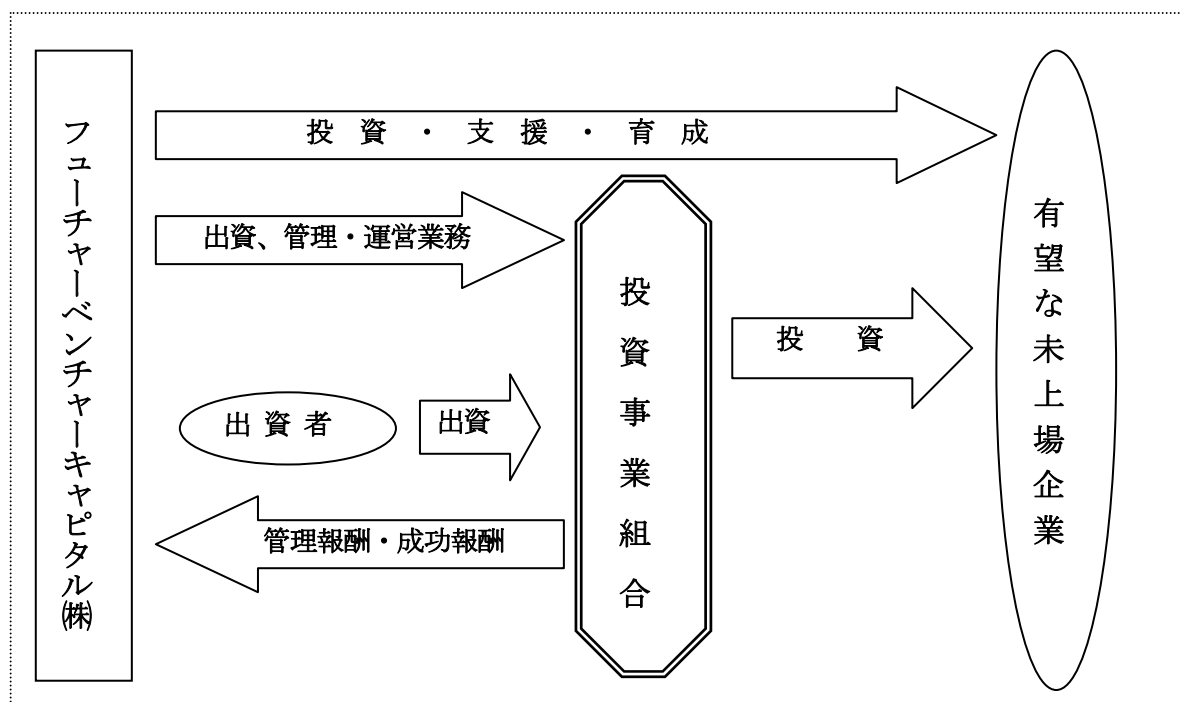 フューチャーベンチャーキャピタル㈱
投資・支援・育成
出資、管理・運営業務
出資者
出資
管理報酬・成功報酬
投資事業組合
投資
有望な未上場企業